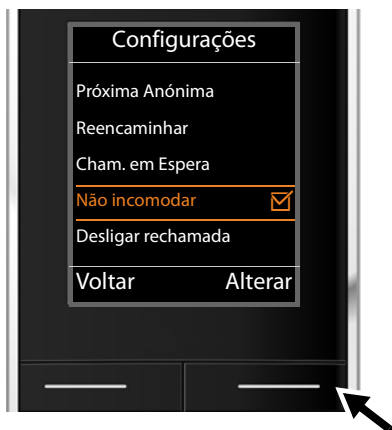 Configurações
Próxima Anónima
Reencaminhar
Cham. em Espera
Não incomodar
Desligar rechamada
Voltar Alterar